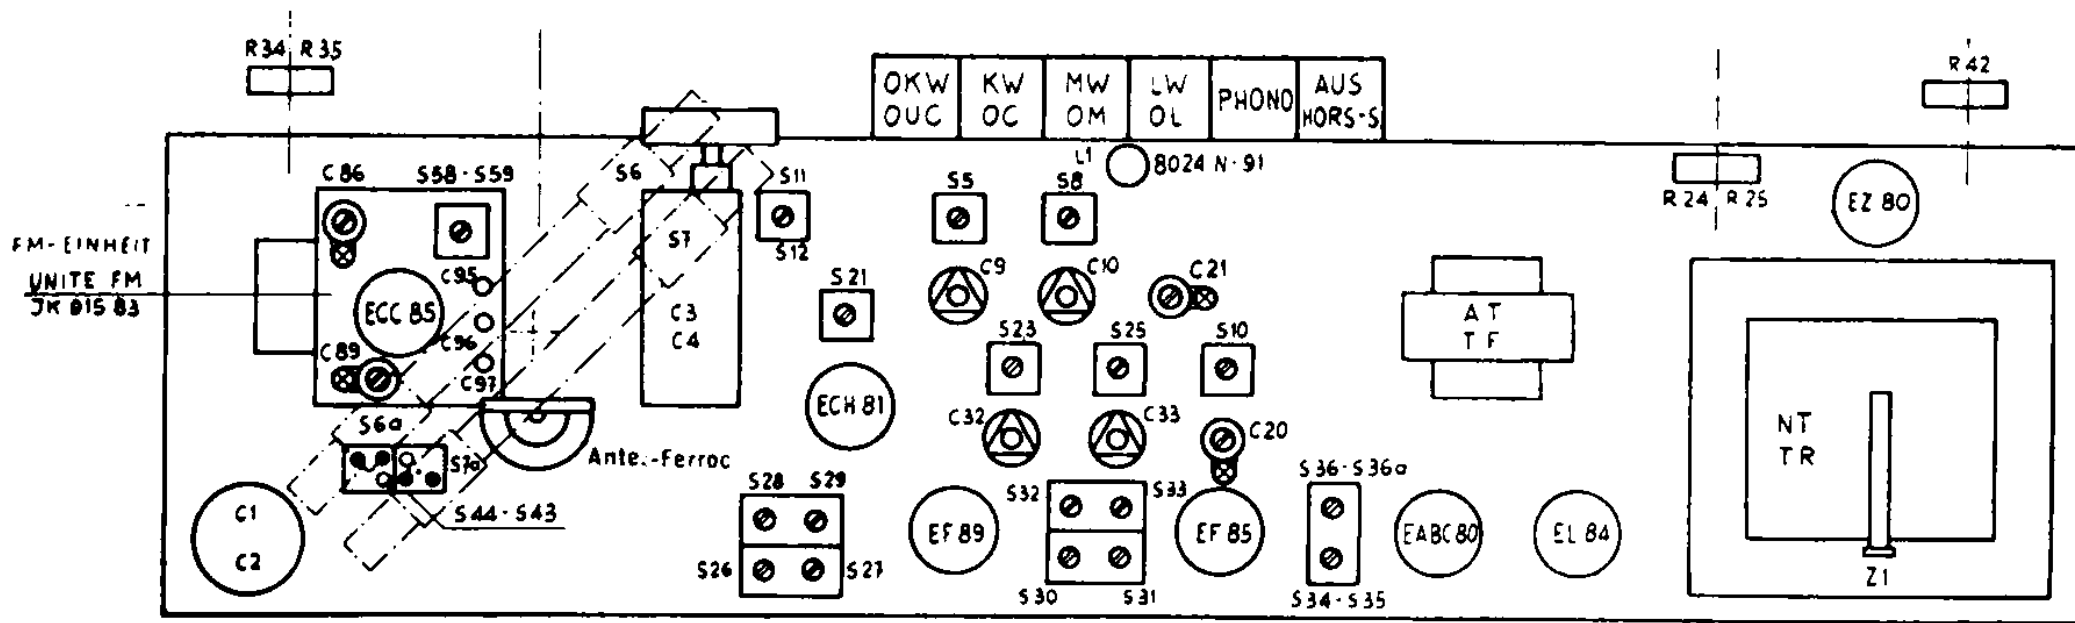 R34 R35
R42
OKW
OUC
KW
OC
MW
OM
LW
OL
PHONO
AUS
HORS-S
L1
8024 N-91
R24 R25
EZ 80
C86
S58-S59
S6
S11
S12
S5
S8
FM-EINHEIT
UNITE FM
JK 815 83
S7
C95
ECC 85
C96
C89
C97
C3
C4
S21
C9
C10
C21
AT
TF
S23
S25
S10
ECH 81
C32
C33
C20
S6a
S7a
Ante.-Ferroc
NT
TR
S44-S43
C1
C2
S28
S29
S26
S27
EF 89
S32
S33
S30
S31
EF 85
S36-S36a
S34-S35
EABC 80
EL 84
Z1